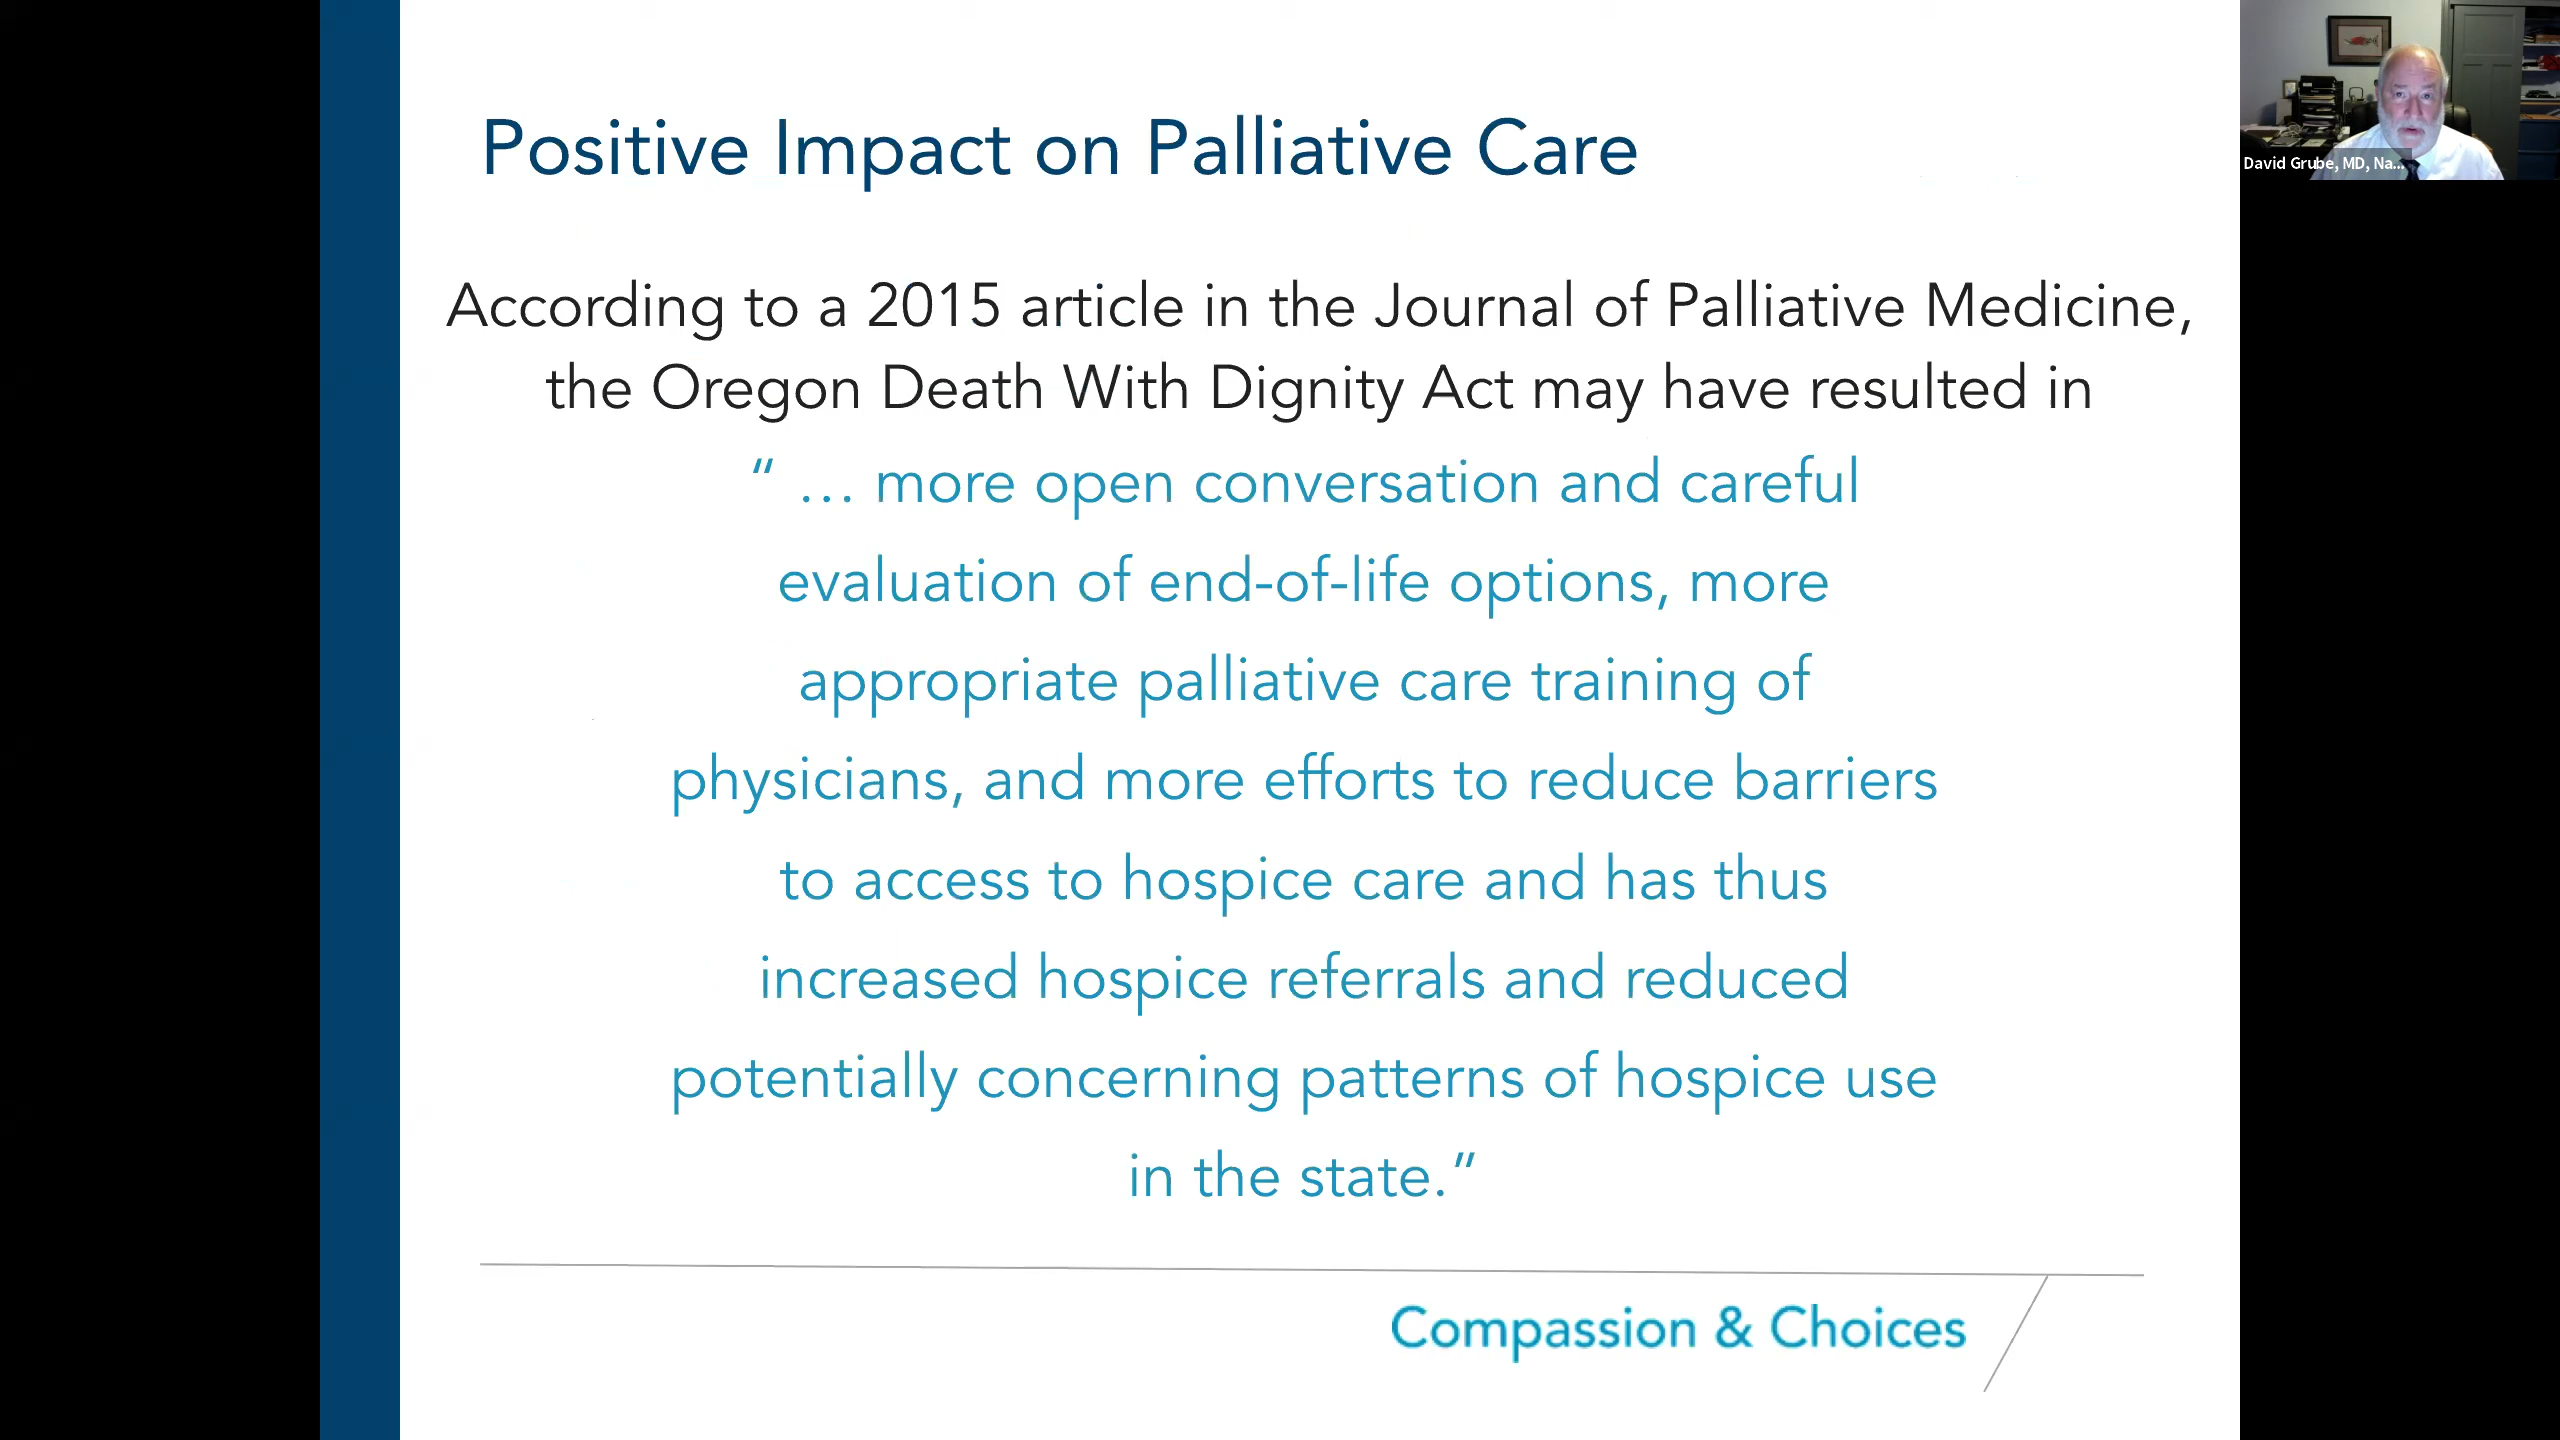 Positive Impact on Palliative Care
David Grube, MD, Na...
According to a 2015 article in the Journal of Palliative Medicine,
the Oregon Death With Dignity Act may have resulted in
“ … more open conversation and careful
evaluation of end-of-life options, more
appropriate palliative care training of
physicians, and more efforts to reduce barriers
to access to hospice care and has thus
increased hospice referrals and reduced
potentially concerning patterns of hospice use
in the state.”
Compassion & Choices